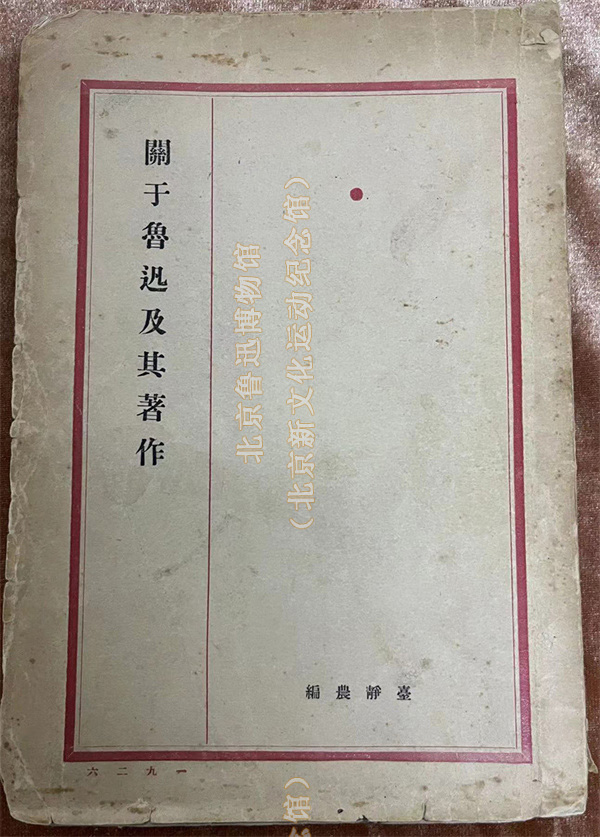 關于魯迅及其著作
臺靜農編
一九二六
北京鲁迅博物馆
（北京新文化运动纪念馆）
馆）